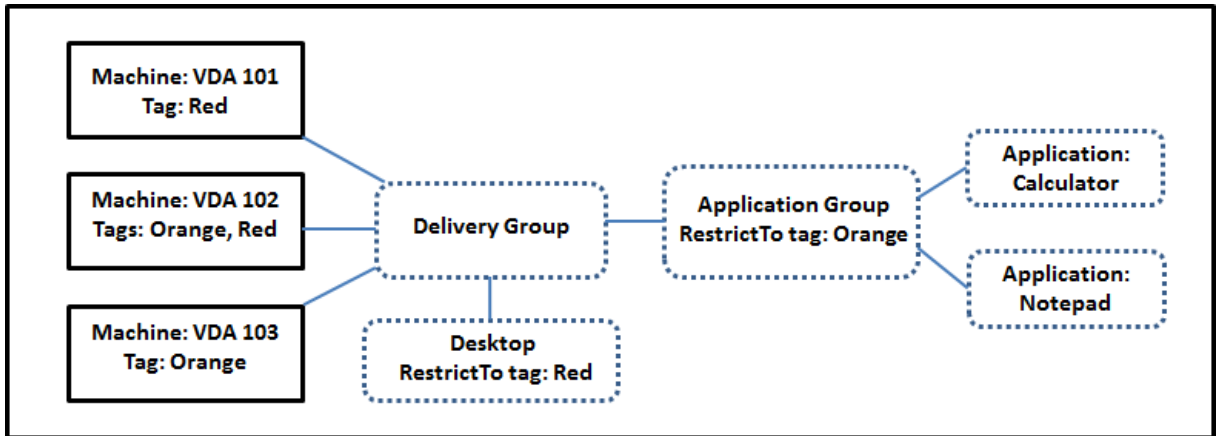 Machine: VDA 101
Tag: Red
Machine: VDA 102
Tags: Orange, Red
Machine: VDA 103
Tag: Orange
Delivery Group
Desktop
RestrictTo tag: Red
Application Group
RestrictTo tag: Orange
Application:
Calculator
Application:
Notepad